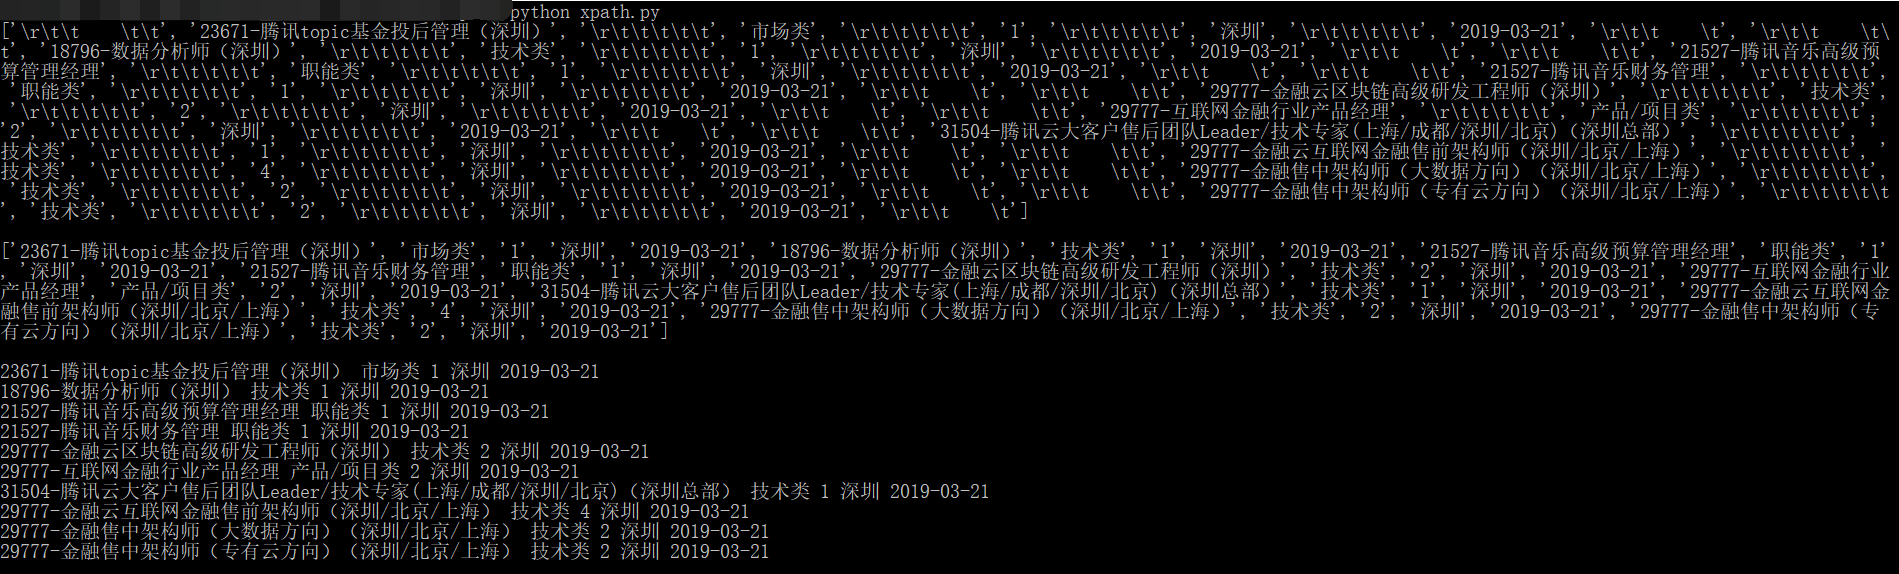 python xpath.py
['\r\t\t    \t\t', '23671-腾讯topic基金投后管理（深圳）', '\r\t\t\t\t\t', '市场类', '\r\t\t\t\t\t', '1', '\r\t\t\t\t\t', '深圳', '\r\t\t\t\t\t', '2019-03-21', '\r\t\t    \t', '\r\t\t    \t\
t', '18796-数据分析师（深圳）', '\r\t\t\t\t\t', '技术类', '\r\t\t\t\t\t', '1', '\r\t\t\t\t\t', '深圳', '\r\t\t\t\t\t', '2019-03-21', '\r\t\t    \t', '\r\t\t    \t\t', '21527-腾讯音乐高级预
算管理经理', '\r\t\t\t\t\t', '职能类', '\r\t\t\t\t\t', '1', '\r\t\t\t\t\t', '深圳', '\r\t\t\t\t\t', '2019-03-21', '\r\t\t    \t', '\r\t\t    \t\t', '21527-腾讯音乐财务管理', '\r\t\t\t\t\t',
 '职能类', '\r\t\t\t\t\t', '1', '\r\t\t\t\t\t', '深圳', '\r\t\t\t\t\t', '2019-03-21', '\r\t\t    \t', '\r\t\t    \t\t', '29777-金融云区块链高级研发工程师（深圳）', '\r\t\t\t\t\t', '技术类',
 '\r\t\t\t\t\t', '2', '\r\t\t\t\t\t', '深圳', '\r\t\t\t\t\t', '2019-03-21', '\r\t\t    \t', '\r\t\t    \t\t', '29777-互联网金融行业产品经理', '\r\t\t\t\t\t', '产品/项目类', '\r\t\t\t\t\t',
'2', '\r\t\t\t\t\t', '深圳', '\r\t\t\t\t\t', '2019-03-21', '\r\t\t    \t', '\r\t\t    \t\t', '31504-腾讯云大客户售后团队Leader/技术专家(上海/成都/深圳/北京)（深圳总部）', '\r\t\t\t\t\t', '
技术类', '\r\t\t\t\t\t', '1', '\r\t\t\t\t\t', '深圳', '\r\t\t\t\t\t', '2019-03-21', '\r\t\t    \t', '\r\t\t    \t\t', '29777-金融云互联网金融售前架构师（深圳/北京/上海）', '\r\t\t\t\t\t', '
技术类', '\r\t\t\t\t\t', '4', '\r\t\t\t\t\t', '深圳', '\r\t\t\t\t\t', '2019-03-21', '\r\t\t    \t', '\r\t\t    \t\t', '29777-金融售中架构师（大数据方向）（深圳/北京/上海）', '\r\t\t\t\t\t',
 '技术类', '\r\t\t\t\t\t', '2', '\r\t\t\t\t\t', '深圳', '\r\t\t\t\t\t', '2019-03-21', '\r\t\t    \t', '\r\t\t    \t\t', '29777-金融售中架构师（专有云方向）（深圳/北京/上海）', '\r\t\t\t\t\t'
, '技术类', '\r\t\t\t\t\t', '2', '\r\t\t\t\t\t', '深圳', '\r\t\t\t\t\t', '2019-03-21', '\r\t\t    \t']
['23671-腾讯topic基金投后管理（深圳）', '市场类', '1', '深圳', '2019-03-21', '18796-数据分析师（深圳）', '技术类', '1', '深圳', '2019-03-21', '21527-腾讯音乐高级预算管理经理', '职能类', '1'
, '深圳', '2019-03-21', '21527-腾讯音乐财务管理', '职能类', '1', '深圳', '2019-03-21', '29777-金融云区块链高级研发工程师（深圳）', '技术类', '2', '深圳', '2019-03-21', '29777-互联网金融行业
产品经理', '产品/项目类', '2', '深圳', '2019-03-21', '31504-腾讯云大客户售后团队Leader/技术专家(上海/成都/深圳/北京)（深圳总部）', '技术类', '1', '深圳', '2019-03-21', '29777-金融云互联网金
融售前架构师（深圳/北京/上海）', '技术类', '4', '深圳', '2019-03-21', '29777-金融售中架构师（大数据方向）（深圳/北京/上海）', '技术类', '2', '深圳', '2019-03-21', '29777-金融售中架构师（专
有云方向）（深圳/北京/上海）', '技术类', '2', '深圳', '2019-03-21']
23671-腾讯topic基金投后管理（深圳） 市场类 1 深圳 2019-03-21
18796-数据分析师（深圳） 技术类 1 深圳 2019-03-21
21527-腾讯音乐高级预算管理经理 职能类 1 深圳 2019-03-21
21527-腾讯音乐财务管理 职能类 1 深圳 2019-03-21
29777-金融云区块链高级研发工程师（深圳） 技术类 2 深圳 2019-03-21
29777-互联网金融行业产品经理 产品/项目类 2 深圳 2019-03-21
31504-腾讯云大客户售后团队Leader/技术专家(上海/成都/深圳/北京)（深圳总部） 技术类 1 深圳 2019-03-21
29777-金融云互联网金融售前架构师（深圳/北京/上海） 技术类 4 深圳 2019-03-21
29777-金融售中架构师（大数据方向）（深圳/北京/上海） 技术类 2 深圳 2019-03-21
29777-金融售中架构师（专有云方向）（深圳/北京/上海） 技术类 2 深圳 2019-03-21